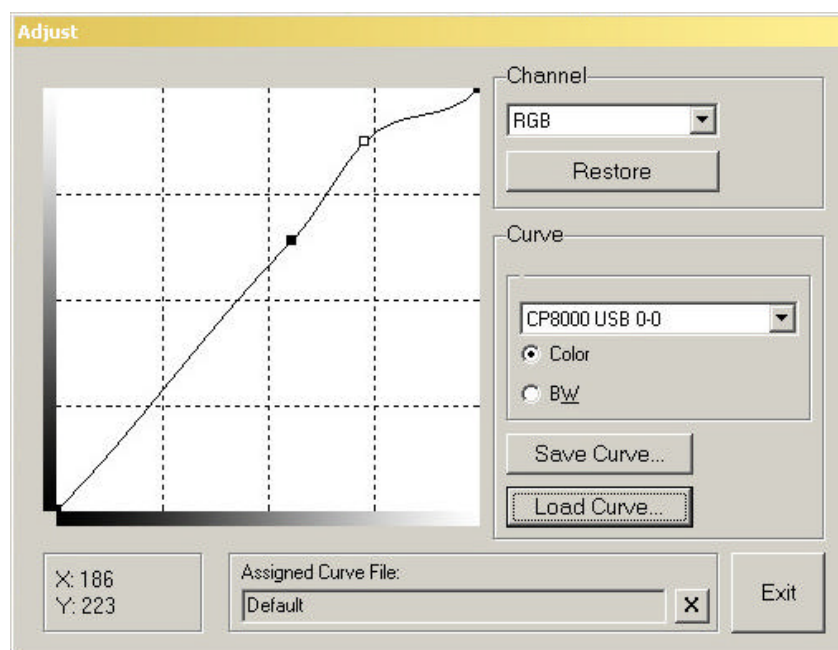 Adjust
Channel
RGB
Restore
Curve
CP8000 USB 0-0
Color
BW
Save Curve...
Load Curve...
X: 186
Y: 223
Assigned Curve File:
Default
X
Exit